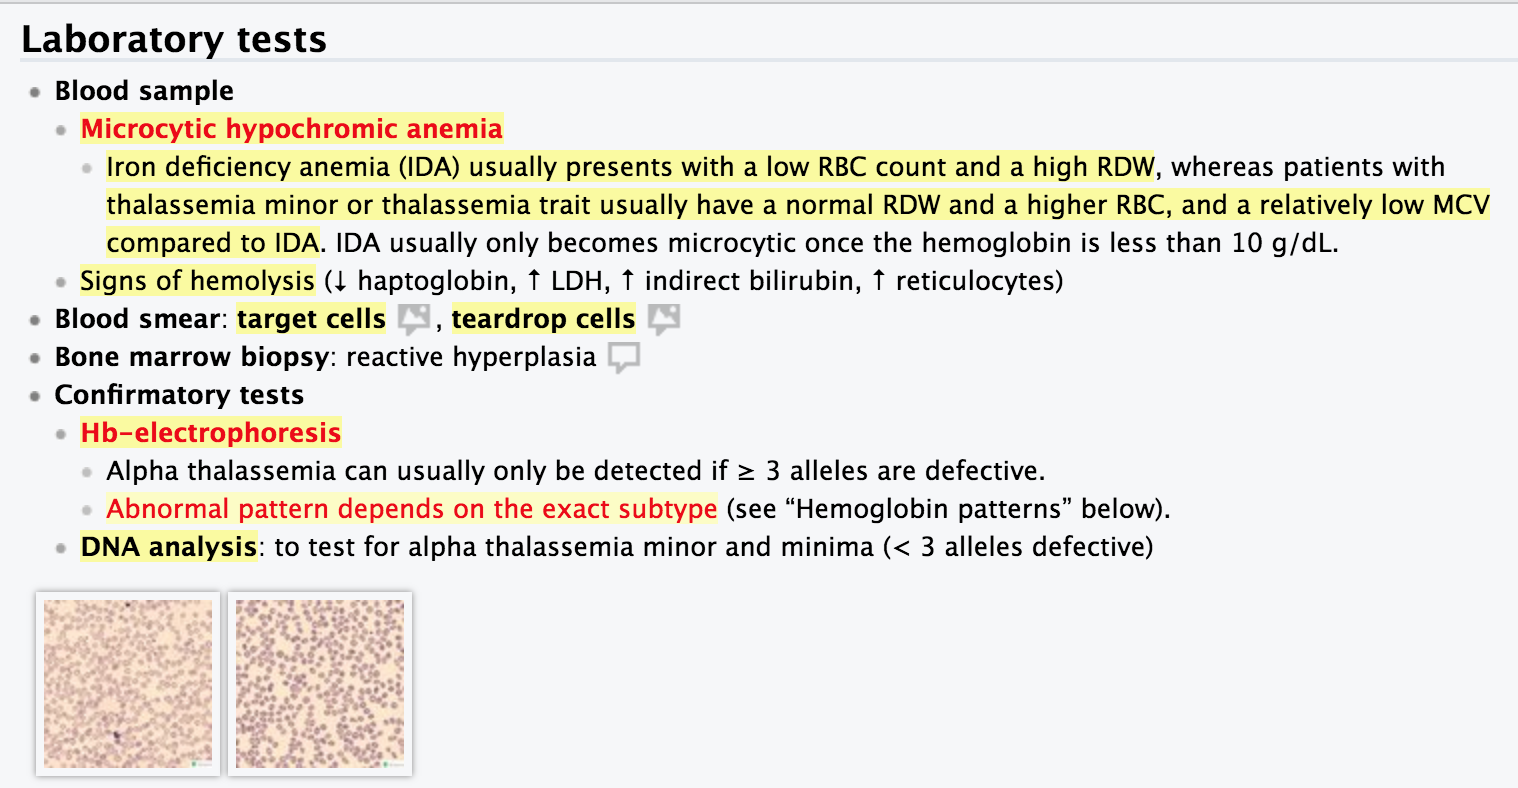 Laboratory tests
Blood sample
Microcytic hypochromic anemia
Iron deficiency anemia (IDA) usually presents with a low RBC count and a high RDW, whereas patients with
thalassemia minor or thalassemia trait usually have a normal RDW and a higher RBC, and a relatively low MCV
compared to IDA. IDA usually only becomes microcytic once the hemoglobin is less than 10 g/dL.
Signs of hemolysis (↓ haptoglobin, ↑ LDH, ↑ indirect bilirubin, ↑ reticulocytes)
Blood smear: target cells , teardrop cells
Bone marrow biopsy: reactive hyperplasia
Confirmatory tests
Hb-electrophoresis
Alpha thalassemia can usually only be detected if ≥ 3 alleles are defective.
Abnormal pattern depends on the exact subtype (see “Hemoglobin patterns” below).
DNA analysis: to test for alpha thalassemia minor and minima (< 3 alleles defective)